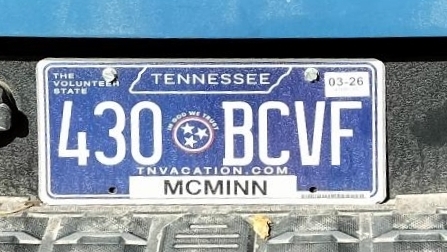 THE
VOLUNTEER
STATE
TENNESSEE
03-26
430 BCVF
IN GOD WE TRUST
TNVACATION.COM
MCMINN